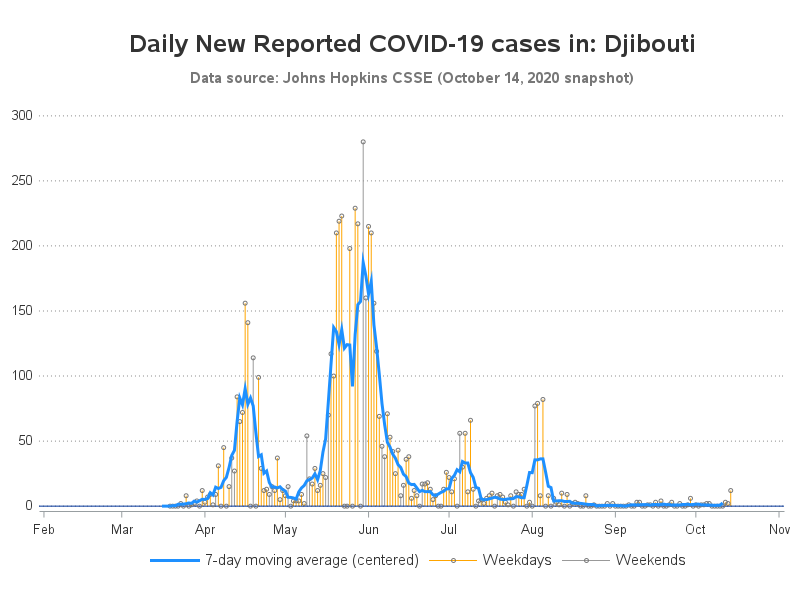 Daily New Reported COVID-19 cases in: Djibouti
Data source: Johns Hopkins CSSE (October 14, 2020 snapshot)
300
250
200
150
100
50
0
Feb Mar Apr May Jun Jul Aug Sep Oct Nov
7-day moving average (centered) Weekdays Weekends